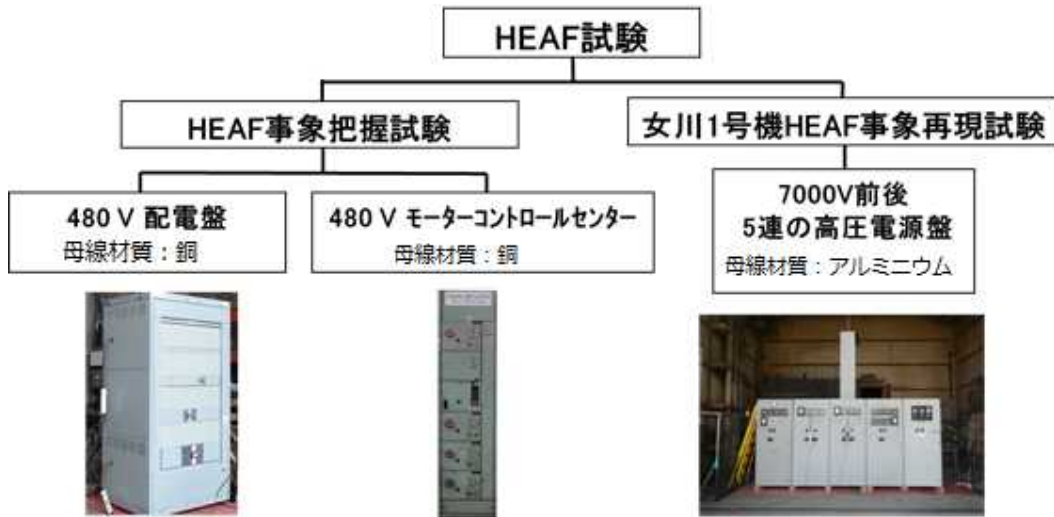 HEAF試験
HEAF事象把握試験
女川1号機HEAF事象再現試験
480 V 配電盤
母線材質：銅
480 V モーターコントロールセンター
母線材質：銅
7000V前後
5連の高圧電源盤
母線材質：アルミニウム